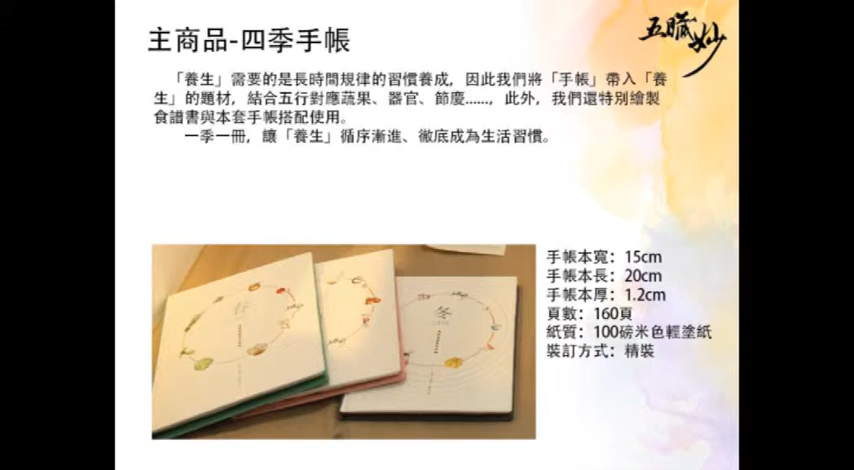 主商品-四季手帳
五臟妙
「養生」需要的是長時間規律的習慣養成，因此我們將「手帳」帶入「養
生」的題材，結合五行對應蔬果、器官、節慶......，此外，我們還特別繪製
食譜書與本套手帳搭配使用。
一季一冊，讓「養生」循序漸進、徹底成為生活習慣。
手帳本寬：15cm
手帳本長：20cm
手帳本厚：1.2cm
頁數：160頁
紙質：100磅米色輕塗紙
裝訂方式：精裝
冬